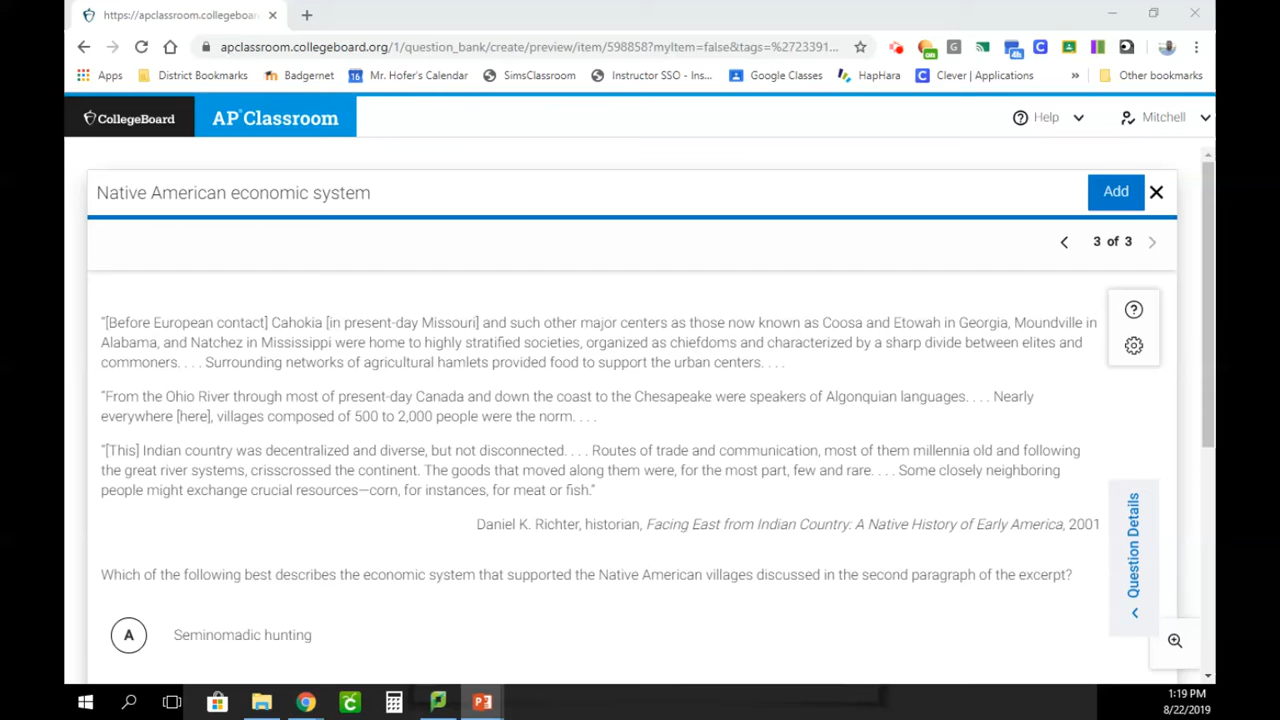 https://apclassroom.collegeboar
apclassroom.collegeboard.org/1/question_bank/create/preview/item/598858?myItem=false&tags=%2723391...
Apps District Bookmarks Badgernet 16 Mr. Hofer's Calendar SimsClassroom Instructor SSO - Ins... Google Classes HapHara Clever | Applications » Other bookmarks
CollegeBoard AP Classroom Help Mitchell
Native American economic system Add
3 of 3
"[Before European contact] Cahokia [in present-day Missouri] and such other major centers as those now known as Coosa and Etowah in Georgia, Moundville in
Alabama, and Natchez in Mississippi were home to highly stratified societies, organized as chiefdoms and characterized by a sharp divide between elites and
commoners. . . . Surrounding networks of agricultural hamlets provided food to support the urban centers. . . .
"From the Ohio River through most of present-day Canada and down the coast to the Chesapeake were speakers of Algonquian languages. . . . Nearly
everywhere [here], villages composed of 500 to 2,000 people were the norm. . . .
"[This] Indian country was decentralized and diverse, but not disconnected. . . . Routes of trade and communication, most of them millennia old and following
the great river systems, crisscrossed the continent. The goods that moved along them were, for the most part, few and rare. . . . Some closely neighboring
people might exchange crucial resources—corn, for instances, for meat or fish."
Daniel K. Richter, historian, Facing East from Indian Country: A Native History of Early America, 2001
Question Details
Which of the following best describes the economic system that supported the Native American villages discussed in the second paragraph of the excerpt?
A Seminomadic hunting
1:19 PM
8/22/2019